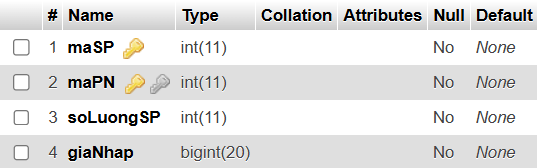 # Name Type Collation Attributes Null Default
1 maSP int(11) No None
2 maPN int(11) No None
3 soLuongSP int(11) No None
4 giaNhap bigint(20) No None